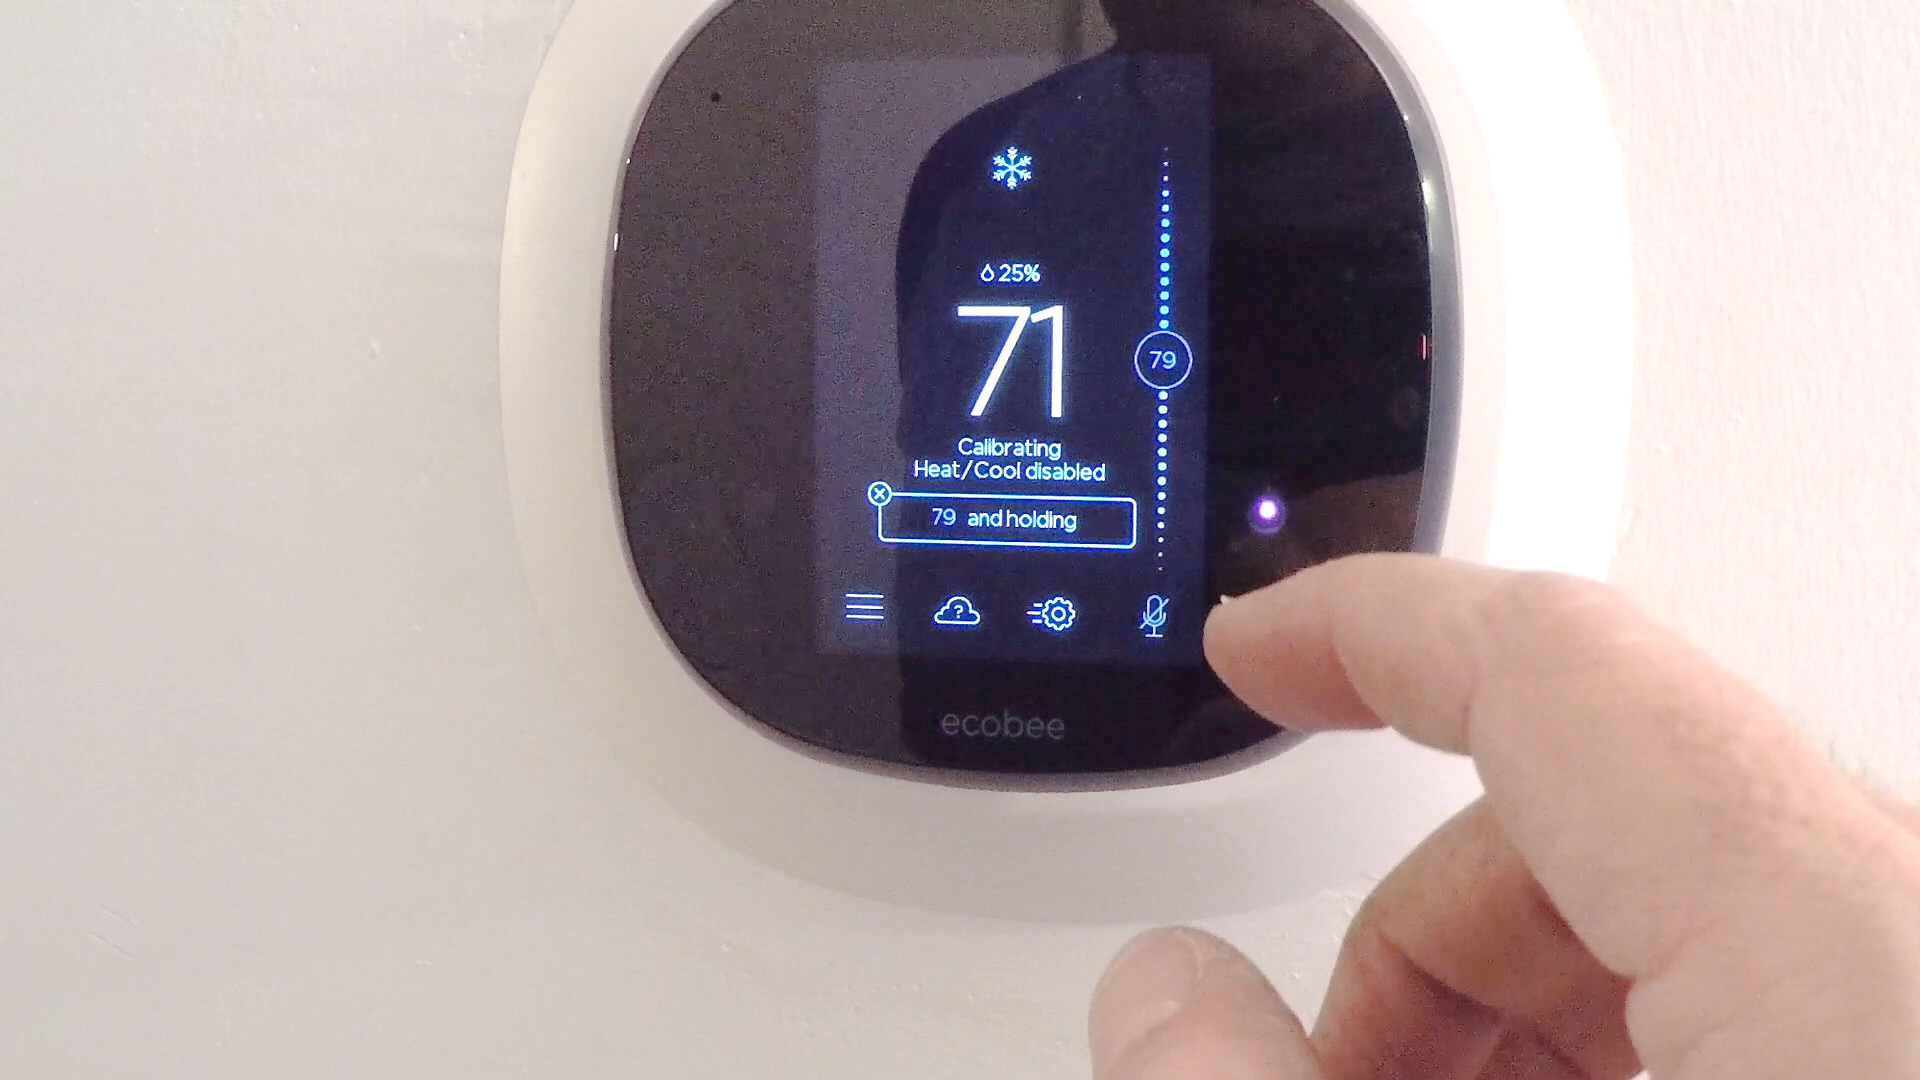 25%
71
79
Calibrating
Heat/Cool disabled
79 and holding
?
ecobee